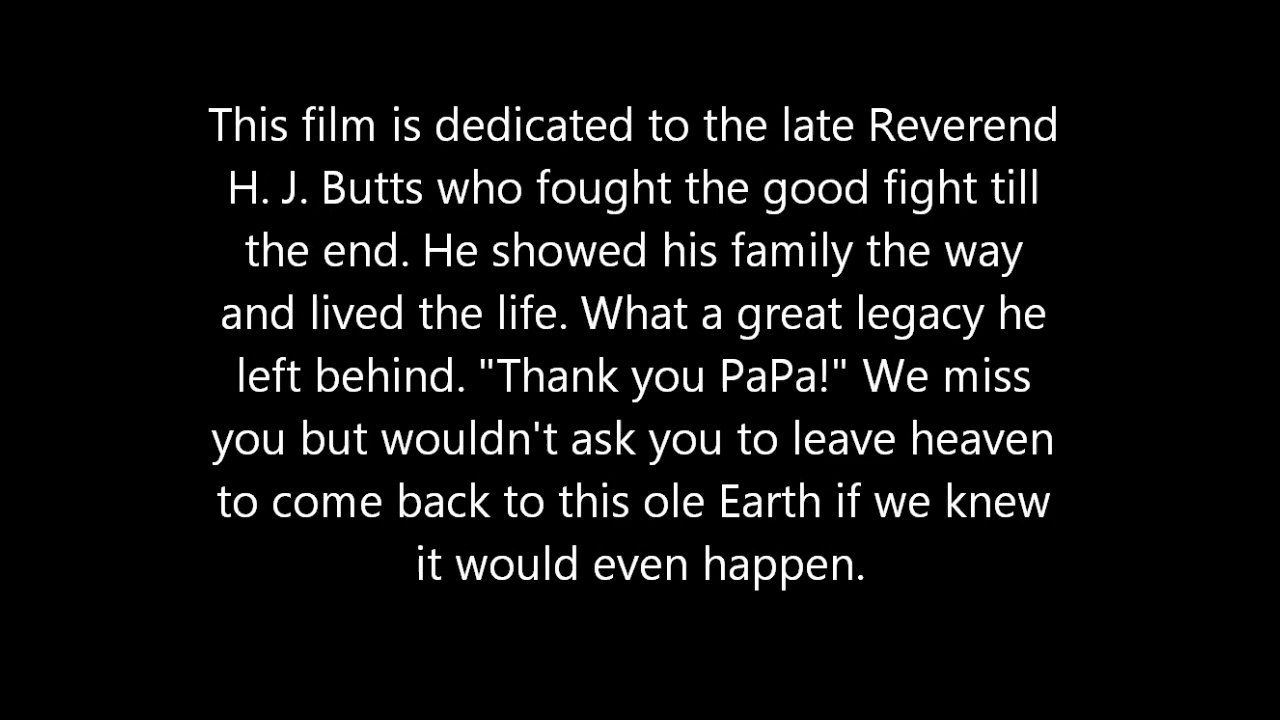 This film is dedicated to the late Reverend
H. J. Butts who fought the good fight till
the end. He showed his family the way
and lived the life. What a great legacy he
left behind. "Thank you PaPa!" We miss
you but wouldn't ask you to leave heaven
to come back to this ole Earth if we knew
it would even happen.